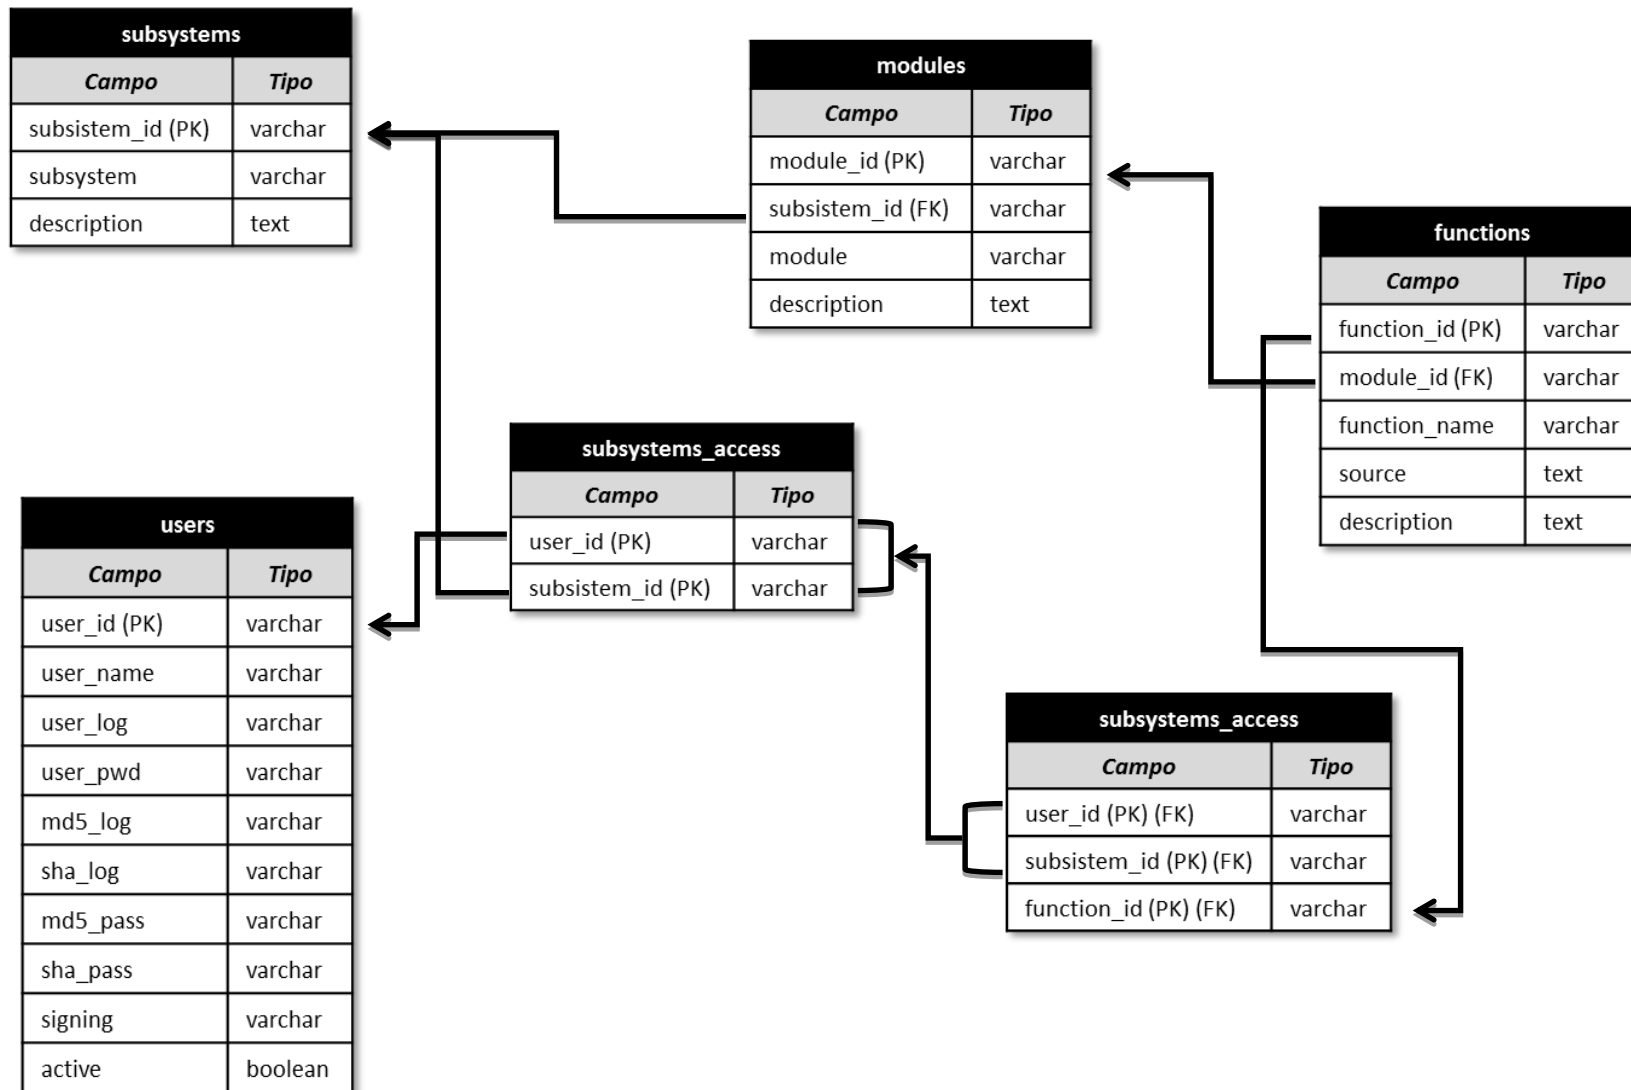 subsystems
Campo Tipo
subsistem_id (PK) varchar
subsystem varchar
description text
modules
Campo Tipo
module_id (PK) varchar
subsistem_id (FK) varchar
module varchar
description text
functions
Campo Tipo
function_id (PK) varchar
module_id (FK) varchar
function_name varchar
source text
description text
subsystems_access
Campo Tipo
user_id (PK) varchar
subsistem_id (PK) varchar
users
Campo Tipo
user_id (PK) varchar
user_name varchar
user_log varchar
user_pwd varchar
md5_log varchar
sha_log varchar
md5_pass varchar
sha_pass varchar
signing varchar
active boolean
subsystems_access
Campo Tipo
user_id (PK) (FK) varchar
subsistem_id (PK) (FK) varchar
function_id (PK) (FK) varchar